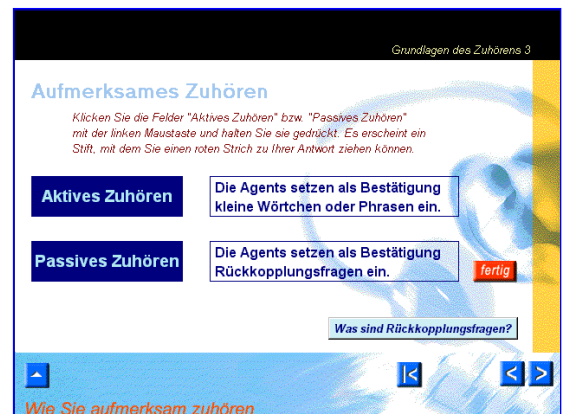 Grundlagen des Zuhörens 3
Aufmerksames Zuhören
Klicken Sie die Felder "Aktives Zuhören" bzw. "Passives Zuhören"
mit der linken Maustaste und halten Sie sie gedrückt. Es erscheint ein
Stift, mit dem Sie einen roten Strich zu Ihrer Antwort ziehen können.
Aktives Zuhören
Die Agents setzen als Bestätigung
kleine Wörtchen oder Phrasen ein.
Passives Zuhören
Die Agents setzen als Bestätigung
Rückkopplungsfragen ein.
fertig
Was sind Rückkopplungsfragen?
Wie Sie aufmerksam zuhören